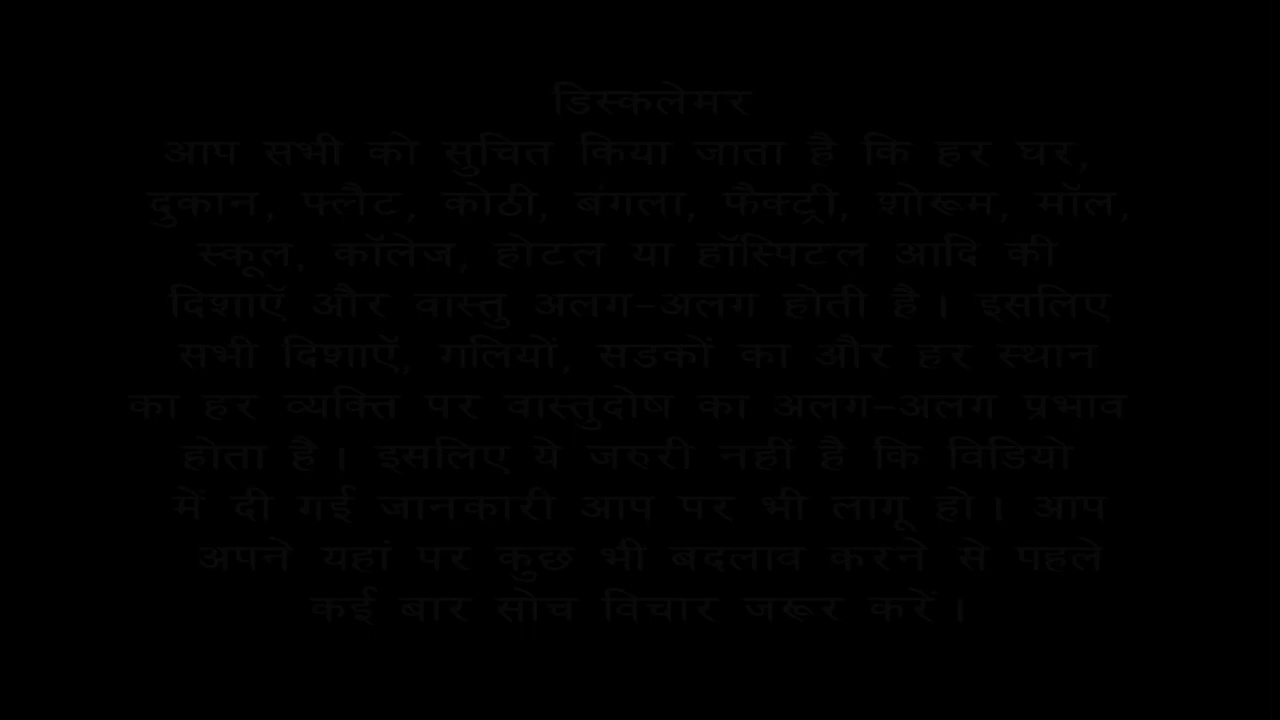 डिस्कलेमर
आप सभी को सुचित किया जाता है कि हर घर,
दुकान, फ्लैट, कोठी, बंगला, फैक्ट्री, शोरूम, मॉल,
स्कूल, कॉलेज, होटल या हॉस्पिटल आदि की
दिशाएँ और वास्तु अलग-अलग होती है। इसलिए
सभी दिशाएँ, गलियों, सडकों का और हर स्थान
का हर व्यक्ति पर वास्तुदोष का अलग-अलग प्रभाव
होता है। इसलिए ये जरुरी नहीं है कि विडियो
में दी गई जानकारी आप पर भी लागू हो। आप
अपने यहां पर कुछ भी बदलाव करने से पहले
कई बार सोच विचार जरूर करें।